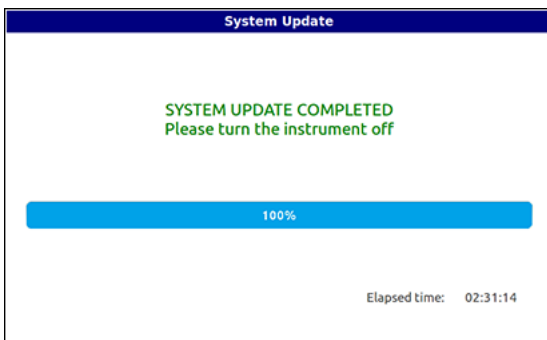 System Update
SYSTEM UPDATE COMPLETED
Please turn the instrument off
100%
Elapsed time: 02:31:14